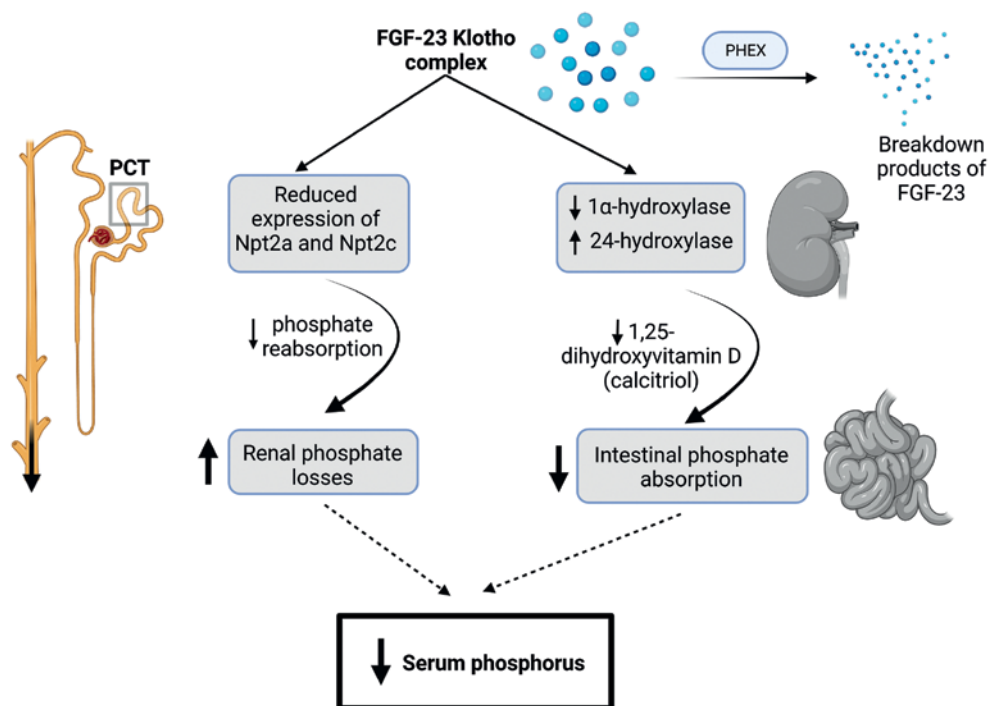 FGF-23 Klotho
complex
PHEX
Breakdown
products of
FGF-23
PCT
Reduced
expression of
Npt2a and Npt2c
↓ 1α-hydroxylase
↑ 24-hydroxylase
↓ phosphate
reabsorption
↓ 1,25-
dihydroxyvitamin D
(calcitriol)
↑ Renal phosphate
losses
↓ Intestinal phosphate
absorption
↓ Serum phosphorus